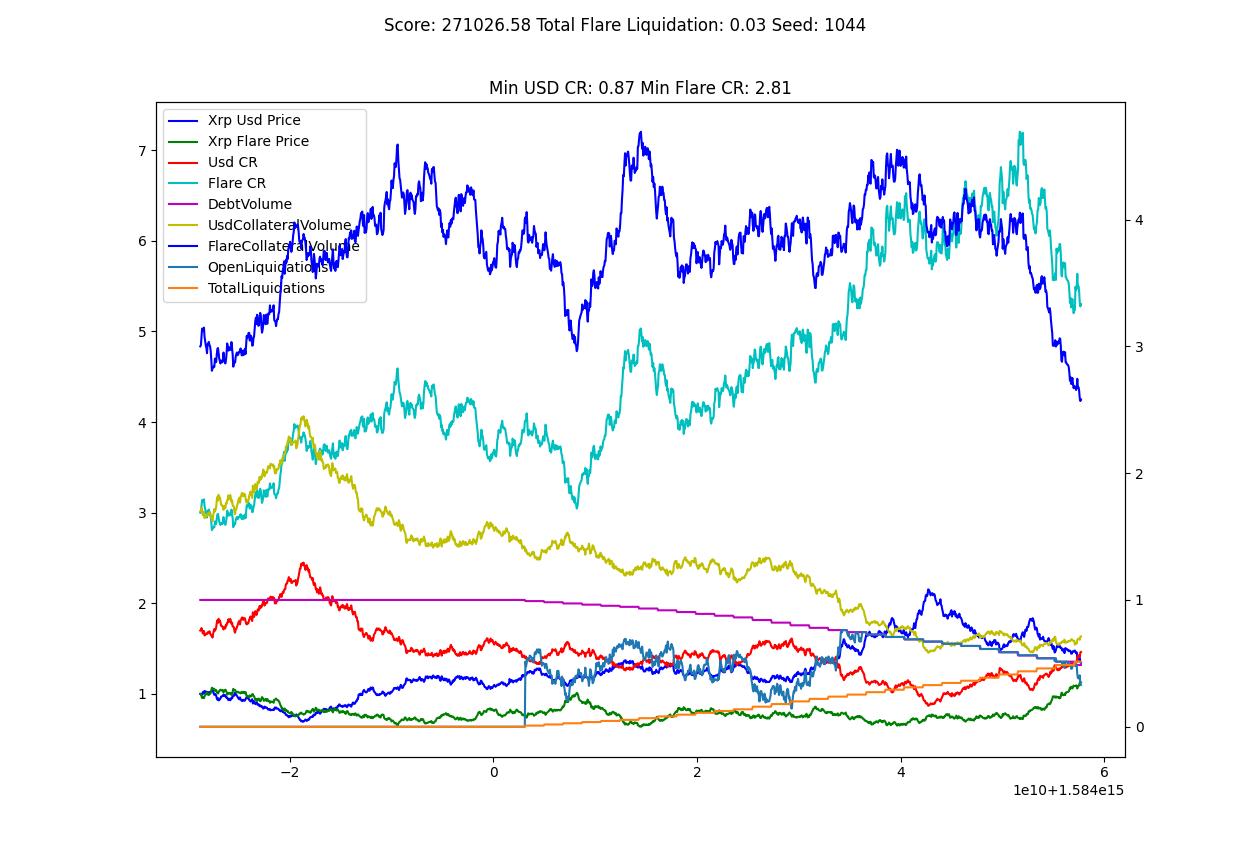 Score: 271026.58 Total Flare Liquidation: 0.03 Seed: 1044
Min USD CR: 0.87 Min Flare CR: 2.81
Xrp Usd Price
Xrp Flare Price
Usd CR
Flare CR
DebtVolume
UsdCollateralVolume
FlareCollateralVolume
OpenLiquidations
TotalLiquidations
7
6
5
4
3
2
1
4
3
2
1
0
−2
0
2
4
6
1e10+1.584e15